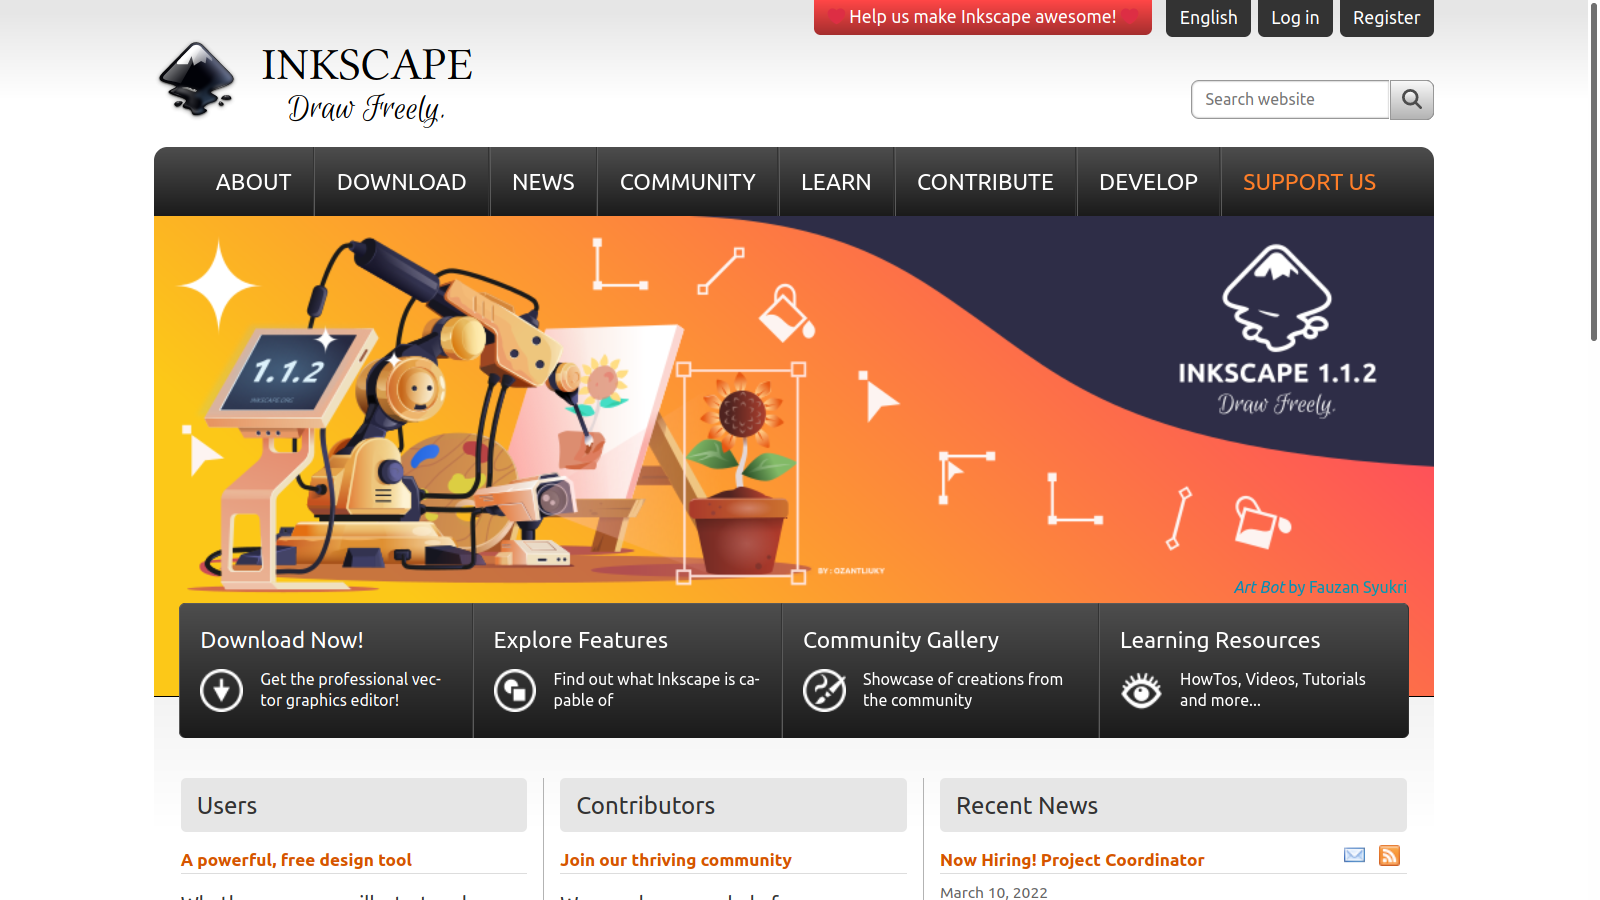 Help us make Inkscape awesome!
English
Log in
Register
INKSCAPE
Draw Freely.
Search website
ABOUT
DOWNLOAD
NEWS
COMMUNITY
LEARN
CONTRIBUTE
DEVELOP
SUPPORT US
1.1.2
INKSCAPE.ORG
INKSCAPE 1.1.2
Draw Freely.
BY : OZANTLIUKY
Art Bot by Fauzan Syukri
Download Now!
Get the professional vec-
tor graphics editor!
Explore Features
Find out what Inkscape is ca-
pable of
Community Gallery
Showcase of creations from
the community
Learning Resources
HowTos, Videos, Tutorials
and more...
Users
A powerful, free design tool
Contributors
Join our thriving community
Recent News
Now Hiring! Project Coordinator
March 10, 2022